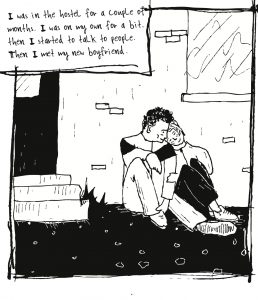 I was in the hostel for a couple of
months. I was on my own for a bit.
then I started to talk to people.
Then I met my new boyfriend.